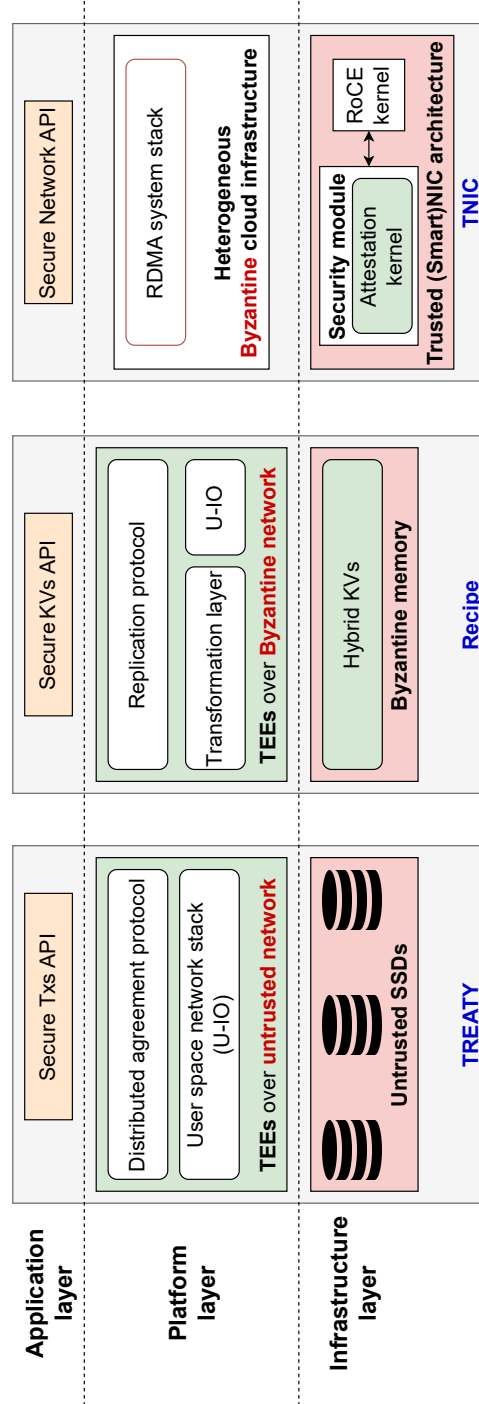 Application
layer
Secure Txs API
Secure KVs API
Secure Network API
Platform
layer
Distributed agreement protocol
User space network stack
(U-IO)
TEEs over untrusted network
Replication protocol
Transformation layer
U-IO
TEEs over Byzantine network
RDMA system stack
Heterogeneous
Byzantine cloud infrastructure
Infrastructure
layer
Untrusted SSDs
TREATY
Hybrid KVs
Byzantine memory
Recipe
Security module
Attestation
kernel
RoCE
kernel
Trusted (Smart)NIC architecture
TNIC